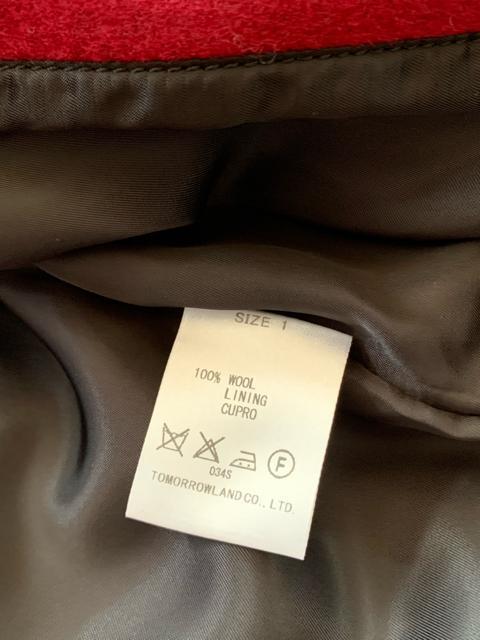 SIZE 1
100% WOOL
LINING
CUPRO
F
034S
TOMORROWLAND CO., LTD.